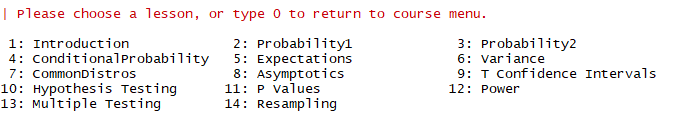 | Please choose a lesson, or type 0 to return to course menu.
1: Introduction 2: Probability1 3: Probability2
4: ConditionalProbability 5: Expectations 6: Variance
7: CommonDistros 8: Asymptotics 9: T Confidence Intervals
10: Hypothesis Testing 11: P Values 12: Power
13: Multiple Testing 14: Resampling